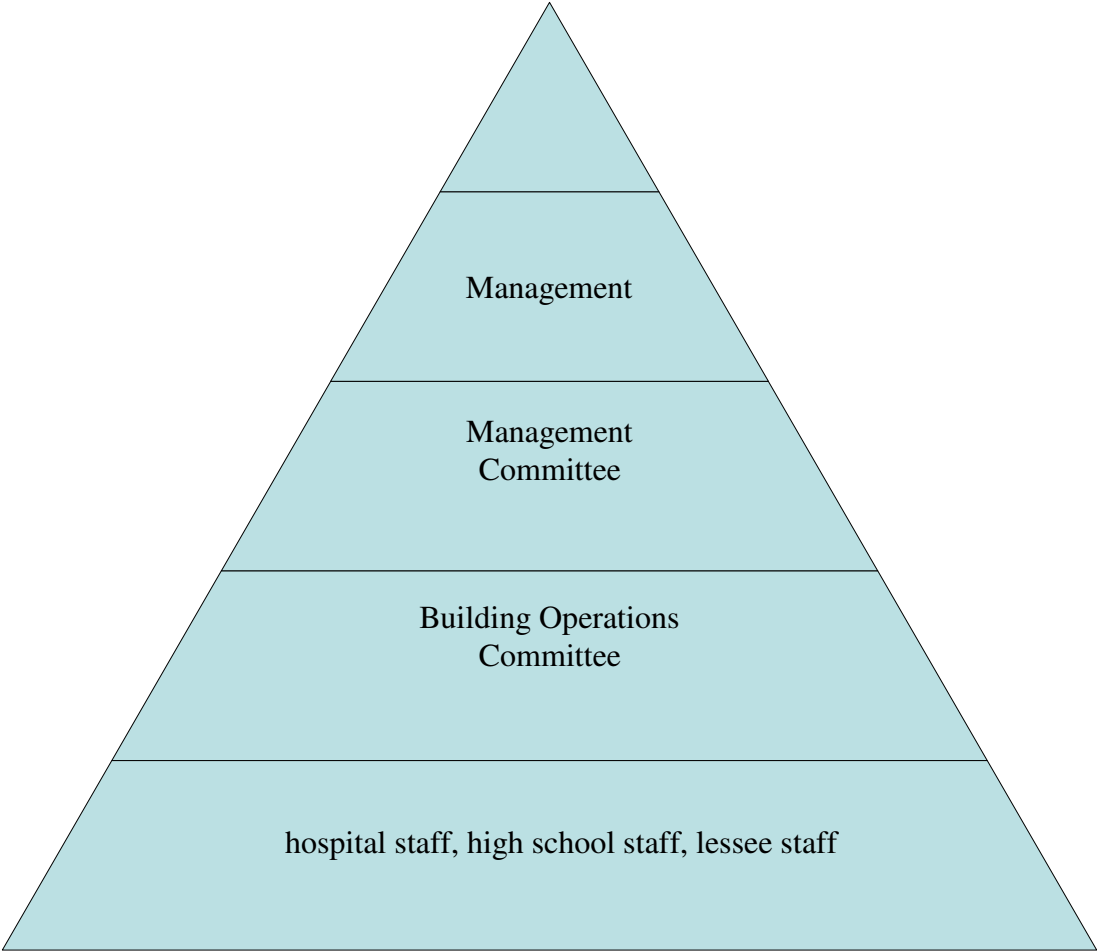 Management
Management
Committee
Building Operations
Committee
hospital staff, high school staff, lessee staff